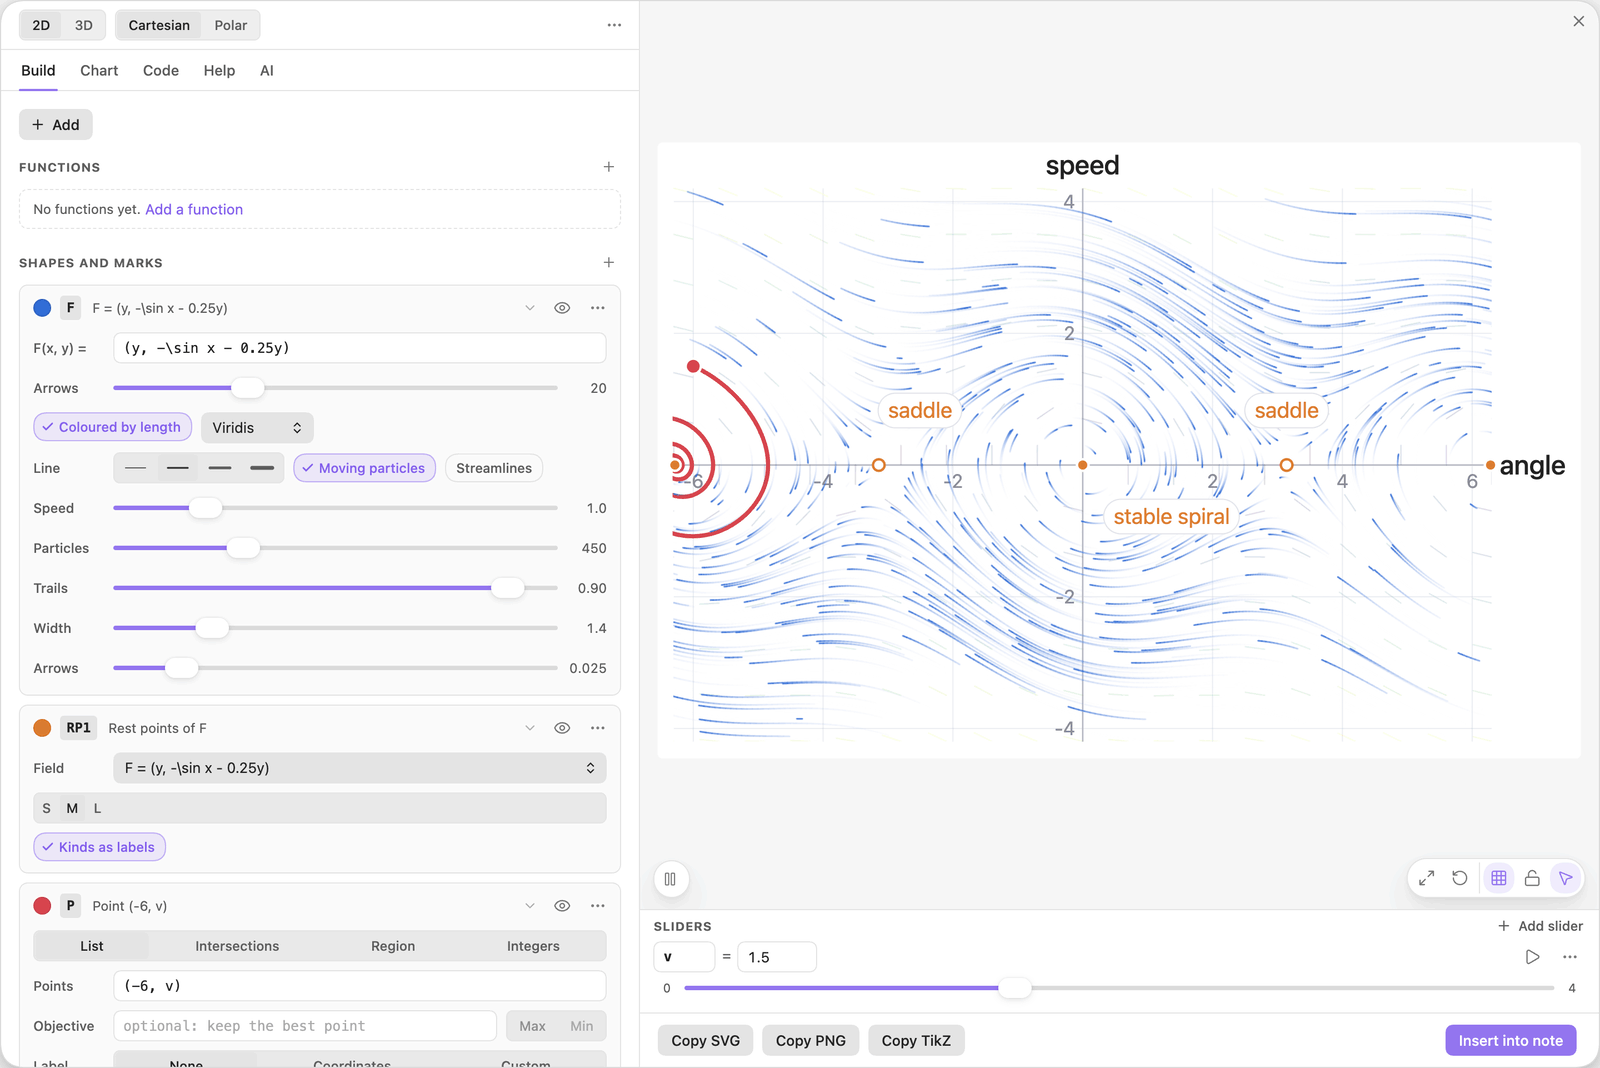 2D 3D Cartesian Polar
Build Chart Code Help AI
+ Add
FUNCTIONS
No functions yet. Add a function
SHAPES AND MARKS
F F = (y, -\sin x - 0.25y)
F(x, y) = (y, -\sin x - 0.25y)
Arrows 20
Coloured by length Viridis
Line Moving particles Streamlines
Speed 1.0
Particles 450
Trails 0.90
Width 1.4
Arrows 0.025
RP1 Rest points of F
Field F = (y, -\sin x - 0.25y)
S M L
Kinds as labels
P Point (-6, v)
List Intersections Region Integers
Points (-6, v)
Objective optional: keep the best point Max Min
Label None Coordinates Custom
speed
4
2
saddle saddle
angle
-6 -4 -2 2 4 6
stable spiral
-2
-4
SLIDERS + Add slider
v = 1.5
0 4
Copy SVG Copy PNG Copy TikZ Insert into note